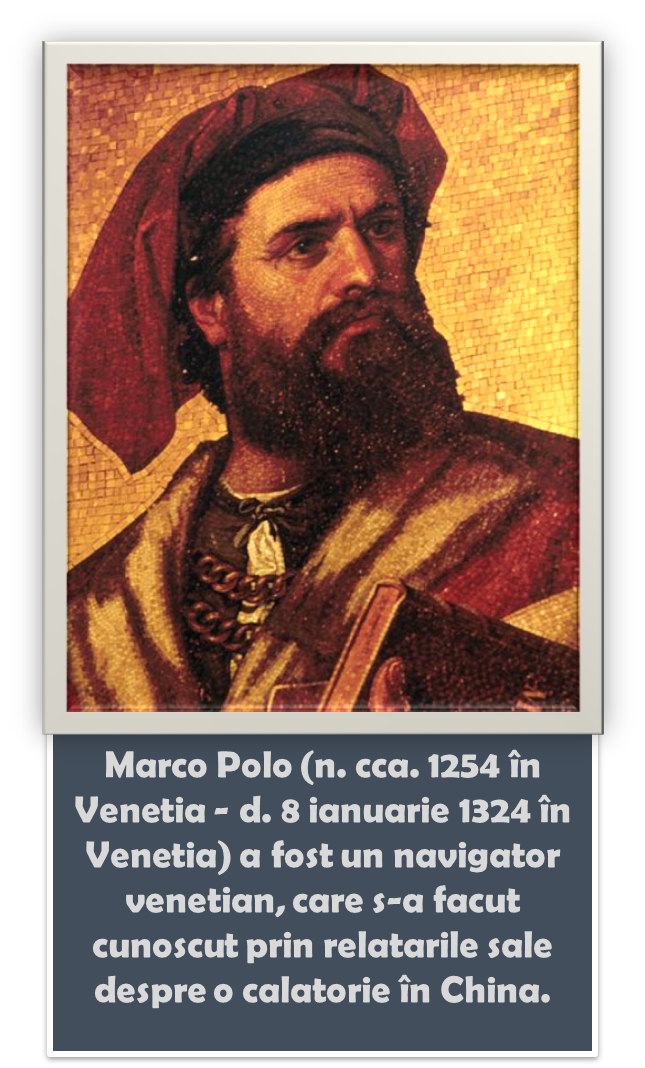 Marco Polo (n. cca. 1254 în
Venetia - d. 8 ianuarie 1324 în
Venetia) a fost un navigator
venetian, care s-a facut
cunoscut prin relatarile sale
despre o calatorie în China.